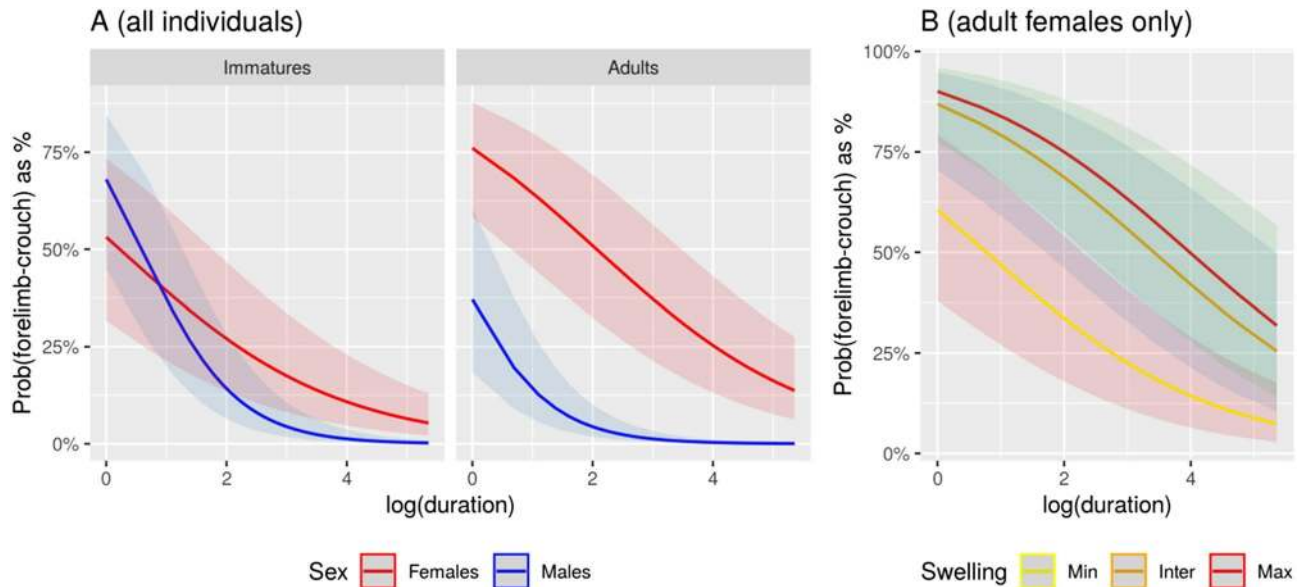 A (all individuals)
Immatures
Adults
Prob(forelimb-crouch) as %
75%
50%
25%
0%
0 2 4
0 2 4
log(duration)
Sex Females Males
B (adult females only)
Prob(forelimb-crouch) as %
100%
75%
50%
25%
0%
0 2 4
log(duration)
Swelling Min Inter Max